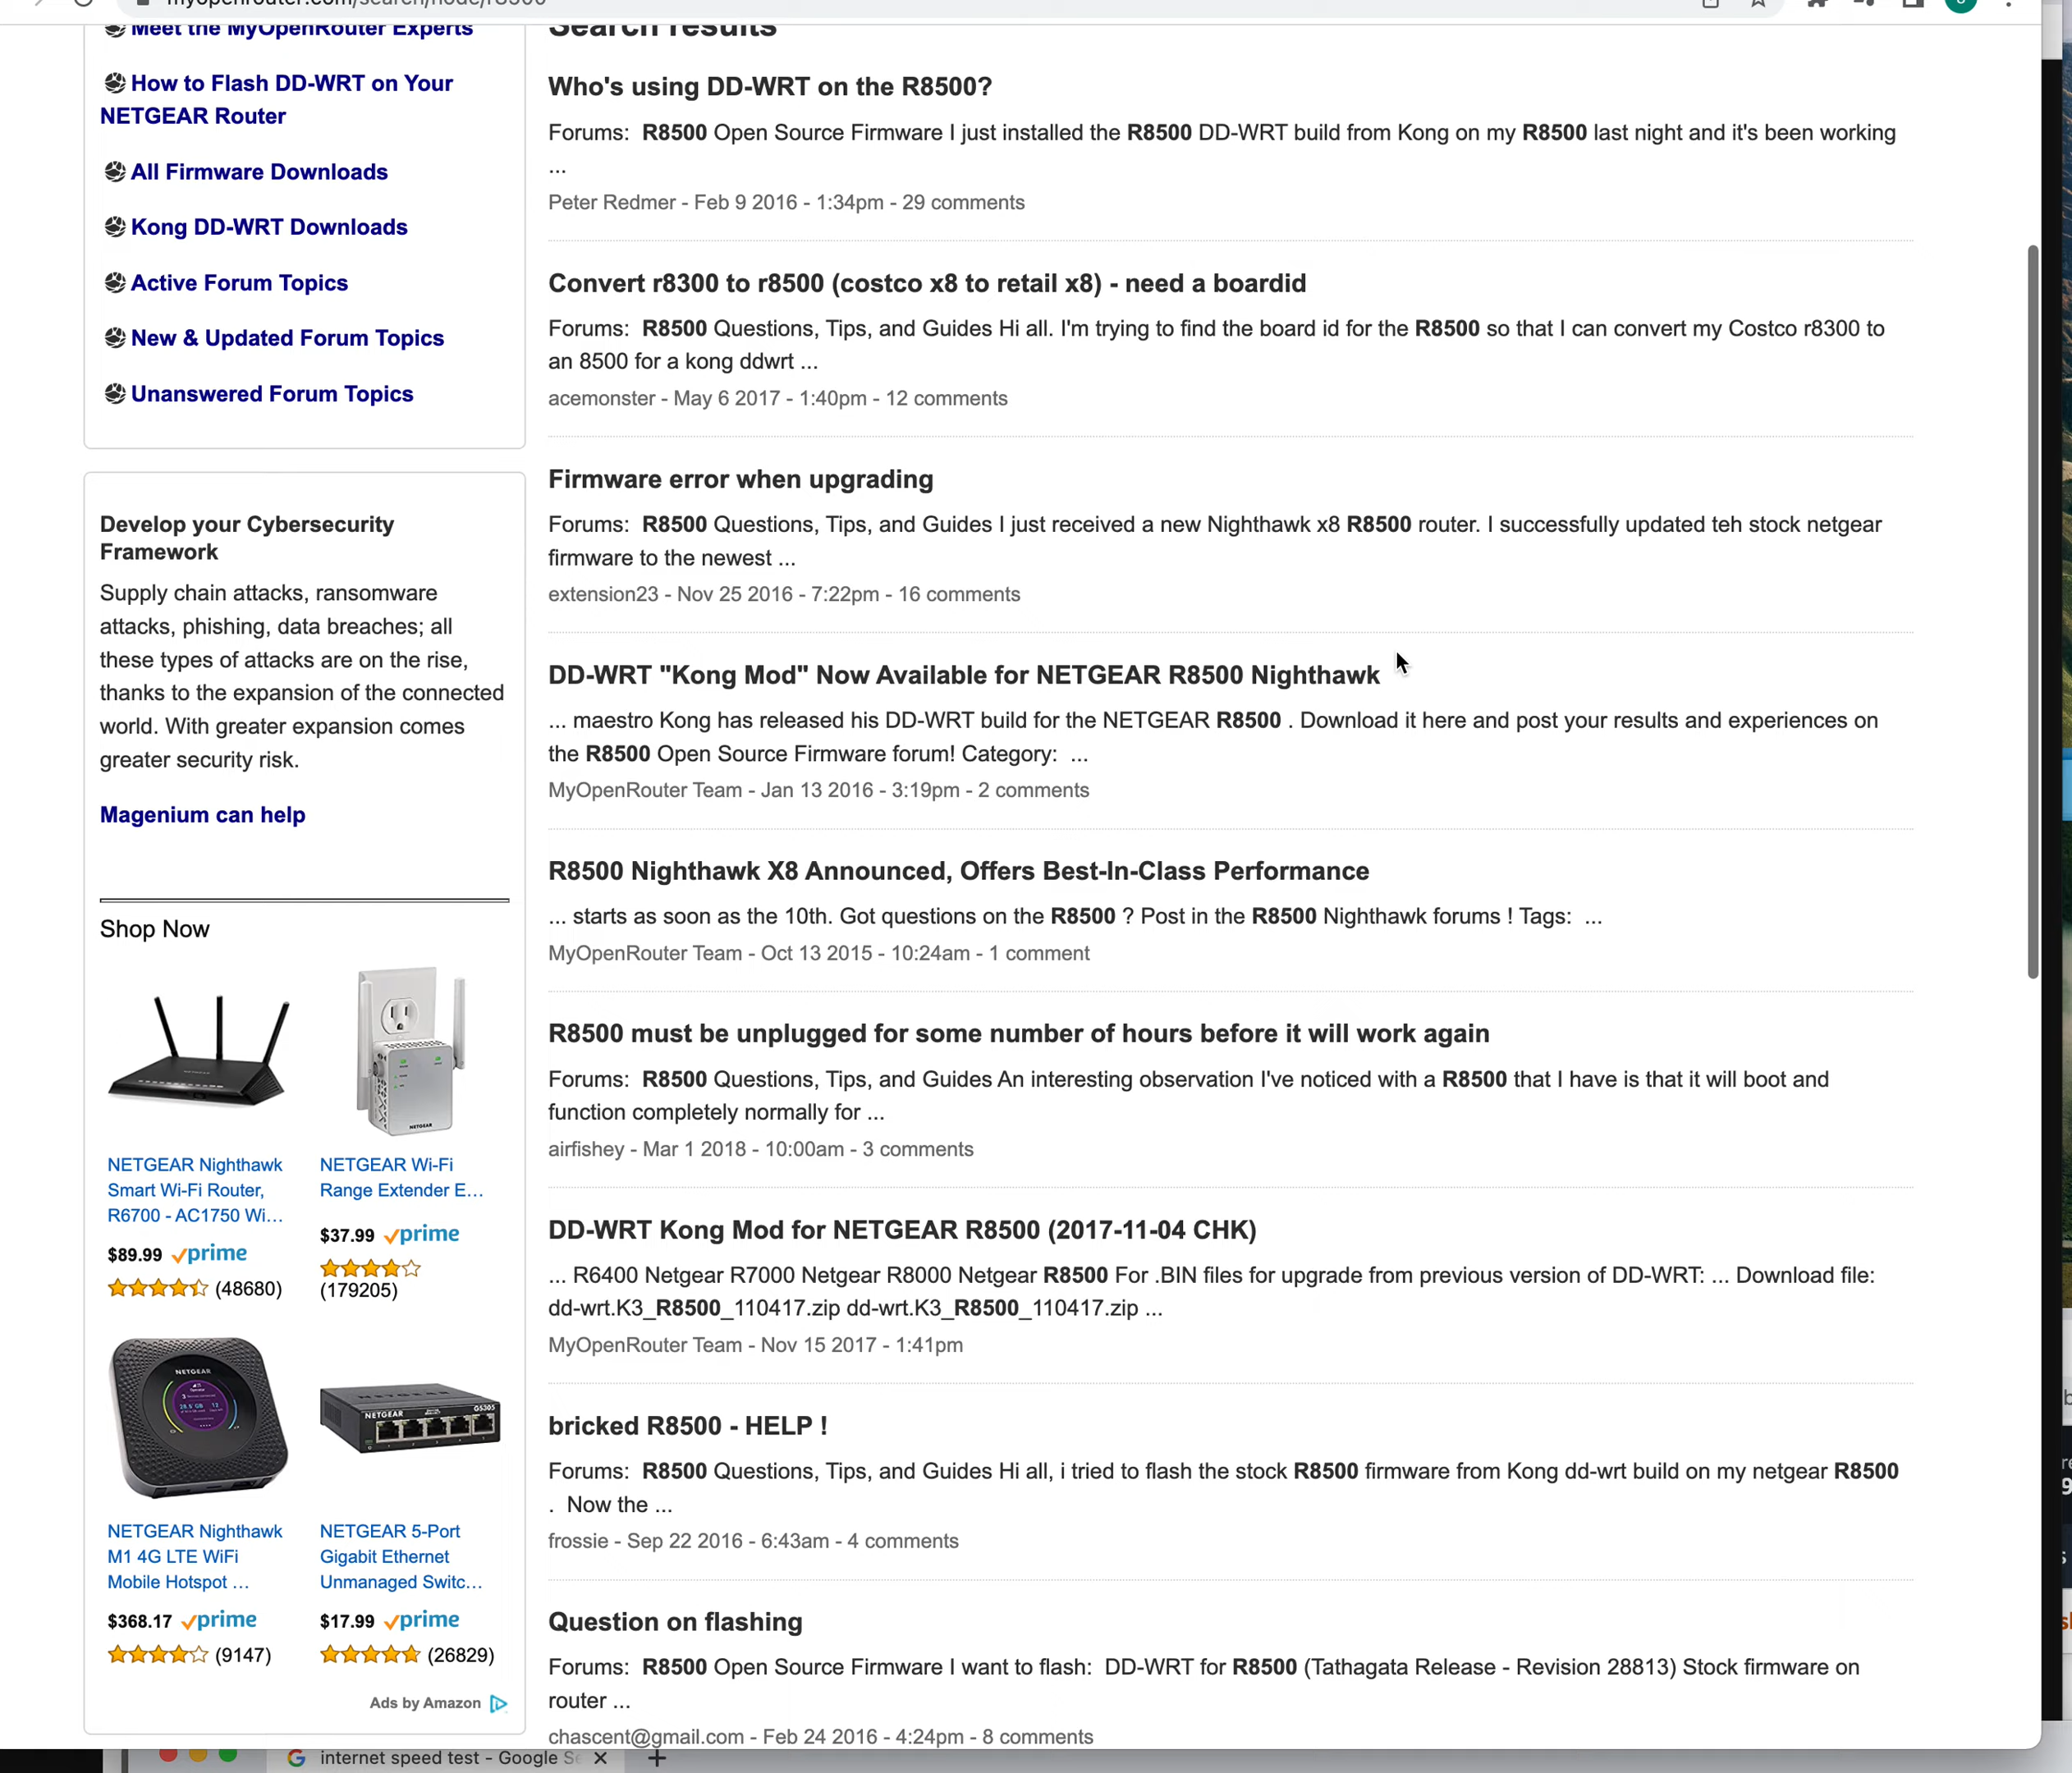 myopenrouter.com/search/node/r8500
Meet the MyOpenRouter Experts
How to Flash DD-WRT on Your
NETGEAR Router
All Firmware Downloads
Kong DD-WRT Downloads
Active Forum Topics
New & Updated Forum Topics
Unanswered Forum Topics
Develop your Cybersecurity
Framework
Supply chain attacks, ransomware
attacks, phishing, data breaches; all
these types of attacks are on the rise,
thanks to the expansion of the connected
world. With greater expansion comes
greater security risk.
Magenium can help
Shop Now
NETGEAR
NETGEAR Nighthawk
Smart Wi-Fi Router,
R6700 - AC1750 Wi...
$89.99 prime
(48680)
NETGEAR Wi-Fi
Range Extender E...
$37.99 prime
(179205)
NETGEAR
NETGEAR GS305
NETGEAR Nighthawk
M1 4G LTE WiFi
Mobile Hotspot ...
$368.17 prime
(9147)
NETGEAR 5-Port
Gigabit Ethernet
Unmanaged Switc...
$17.99 prime
(26829)
Ads by Amazon
Search results
Who's using DD-WRT on the R8500?
Forums: R8500 Open Source Firmware I just installed the R8500 DD-WRT build from Kong on my R8500 last night and it's been working
...
Peter Redmer - Feb 9 2016 - 1:34pm - 29 comments
Convert r8300 to r8500 (costco x8 to retail x8) - need a boardid
Forums: R8500 Questions, Tips, and Guides Hi all. I'm trying to find the board id for the R8500 so that I can convert my Costco r8300 to
an 8500 for a kong ddwrt ...
acemonster - May 6 2017 - 1:40pm - 12 comments
Firmware error when upgrading
Forums: R8500 Questions, Tips, and Guides I just received a new Nighthawk x8 R8500 router. I successfully updated teh stock netgear
firmware to the newest ...
extension23 - Nov 25 2016 - 7:22pm - 16 comments
DD-WRT "Kong Mod" Now Available for NETGEAR R8500 Nighthawk
... maestro Kong has released his DD-WRT build for the NETGEAR R8500 . Download it here and post your results and experiences on
the R8500 Open Source Firmware forum! Category: ...
MyOpenRouter Team - Jan 13 2016 - 3:19pm - 2 comments
R8500 Nighthawk X8 Announced, Offers Best-In-Class Performance
... starts as soon as the 10th. Got questions on the R8500 ? Post in the R8500 Nighthawk forums ! Tags: ...
MyOpenRouter Team - Oct 13 2015 - 10:24am - 1 comment
R8500 must be unplugged for some number of hours before it will work again
Forums: R8500 Questions, Tips, and Guides An interesting observation I've noticed with a R8500 that I have is that it will boot and
function completely normally for ...
airfishey - Mar 1 2018 - 10:00am - 3 comments
DD-WRT Kong Mod for NETGEAR R8500 (2017-11-04 CHK)
... R6400 Netgear R7000 Netgear R8000 Netgear R8500 For .BIN files for upgrade from previous version of DD-WRT: ... Download file:
dd-wrt.K3_R8500_110417.zip dd-wrt.K3_R8500_110417.zip ...
MyOpenRouter Team - Nov 15 2017 - 1:41pm
bricked R8500 - HELP !
Forums: R8500 Questions, Tips, and Guides Hi all, i tried to flash the stock R8500 firmware from Kong dd-wrt build on my netgear R8500
. Now the ...
frossie - Sep 22 2016 - 6:43am - 4 comments
Question on flashing
Forums: R8500 Open Source Firmware I want to flash: DD-WRT for R8500 (Tathagata Release - Revision 28813) Stock firmware on
router ...
chascent@gmail.com - Feb 24 2016 - 4:24pm - 8 comments
internet speed test - Google Se